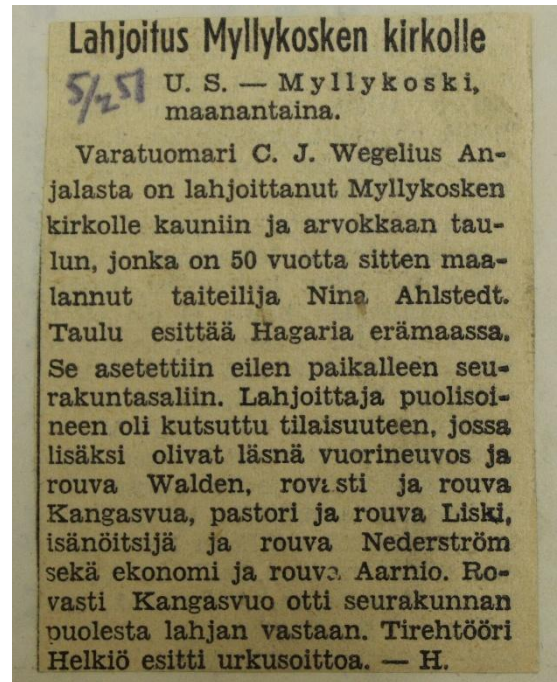 Lahjoitus Myllykosken kirkolle
5/2 51
U. S. — Myllykoski,
maanantaina.
Varatuomari C. J. Wegelius An-
jalasta on lahjoittanut Myllykosken
kirkolle kauniin ja arvokkaan tau-
lun, jonka on 50 vuotta sitten maa-
lannut taiteilija Nina Ahlstedt.
Taulu esittää Hagaria erämaassa.
Se asetettiin eilen paikalleen seu-
rakuntasaliin. Lahjoittaja puolisoi-
neen oli kutsuttu tilaisuuteen, jossa
lisäksi olivat läsnä vuorineuvos ja
rouva Walden, rovasti ja rouva
Kangasvua, pastori ja rouva Liski,
isänöitsijä ja rouva Nederström
sekä ekonomi ja rouva Aarnio. Ro-
vasti Kangasvuo otti seurakunnan
puolesta lahjan vastaan. Tirehtööri
Helkiö esitti urkusoittoa. — H.